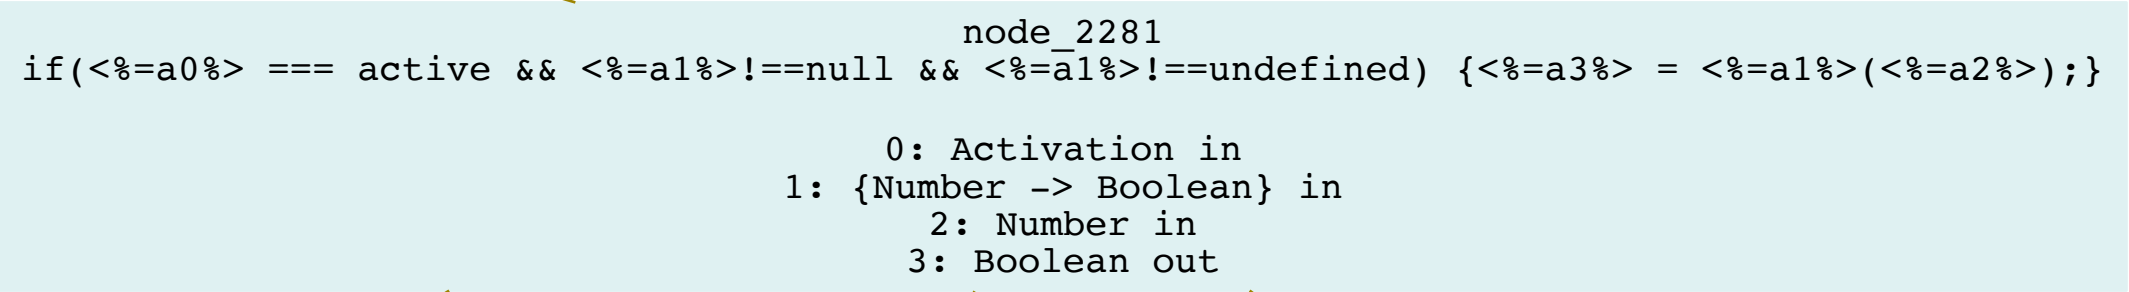 node_2281
if(<%=a0%> === active && <%=a1%>!==null && <%=a1%>!==undefined) {<%=a3%> = <%=a1%>(<%=a2%>);}
0: Activation in
1: {Number -> Boolean} in
2: Number in
3: Boolean out